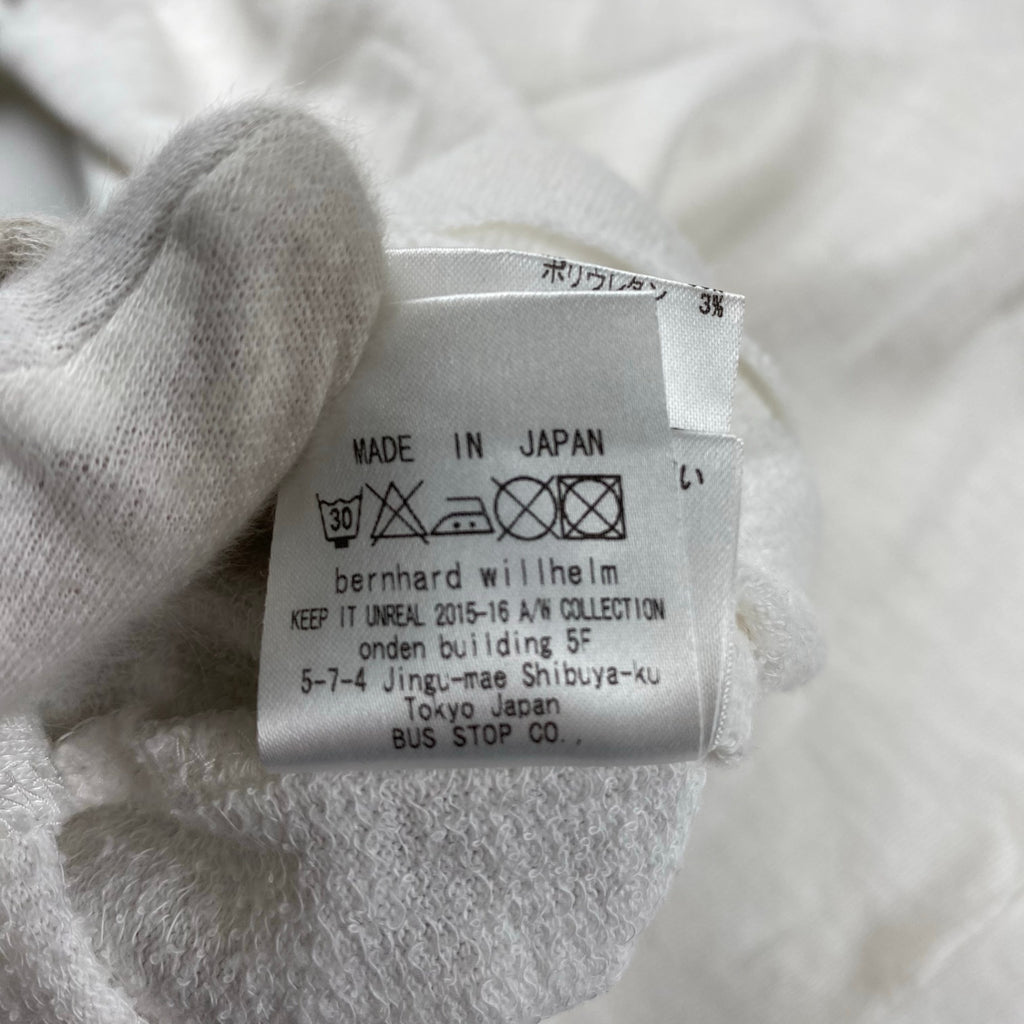 ポリウレタン
3%
い
MADE IN JAPAN
30
bernhard willhelm
KEEP IT UNREAL 2015-16 A/W COLLECTION
onden building 5F
5-7-4 Jingu-mae Shibuya-ku
Tokyo Japan
BUS STOP CO.,